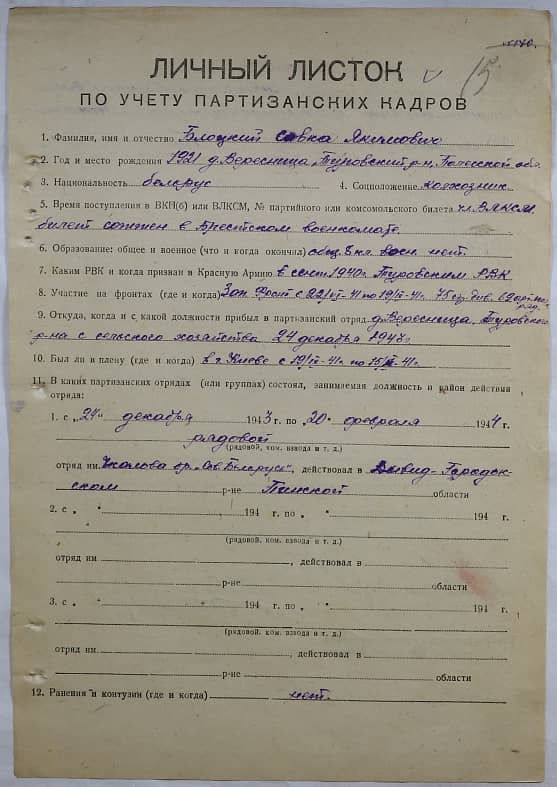 15
ЛИЧНЫЙ ЛИСТОК
ПО УЧЕТУ ПАРТИЗАНСКИХ КАДРОВ
1. Фамилия, имя и отчество Блоцкий Савка Якимович
2. Год и место рождения 1921 д. Вересница, Туровский р-н, Полесской обл.
3. Национальность белорус 4. Соцположение колхозник
5. Время поступления в ВКП(б) или ВЛКСМ, № партийного или комсомольского билета чл. ВЛКСМ.
билет сожжен в Брестском военкомате.
6. Образование: общее и военное (что и когда окончил) общ. кл. воен. нет.
7. Каким РВК и когда призван в Красную Армию в сент. 1940г. Туровским РВК
8. Участие на фронтах (где и когда) Зап. Фронт с 22/VI-41 по 19/IX-41. 75 див. ряд.
9. Откуда, когда и с какой должности прибыл в партизанский отряд д. Вересница, Туровского
р-на с сельского хозяйства 24 декабря 1943г.
10. Был ли в плену (где и когда) в г. Киеве с 19/IX-41 по 41г.
11. В каких партизанских отрядах (или группах) состоял, занимаемая должность и район действия
отряда:
1. с „24" декабря 1943 г. по „20" февраля 1944 г.
рядовой
(рядовой, ком. взвода и т. д.)
отряд им. бр. „Сов. Беларусь", действовал в Давид-Городок-
ском р-не Пинской области
2. с „ " 194 г. по „ " 194 г.
(рядовой, ком. взвода и т. д.)
отряд им , действовал в
р-не области
3. с „ " 194 г. по „ " 194 г.
(рядовой, ком. взвода и т. д.)
отряд им. , действовал в
р-не области
12. Ранения и контузии (где и когда) нет.